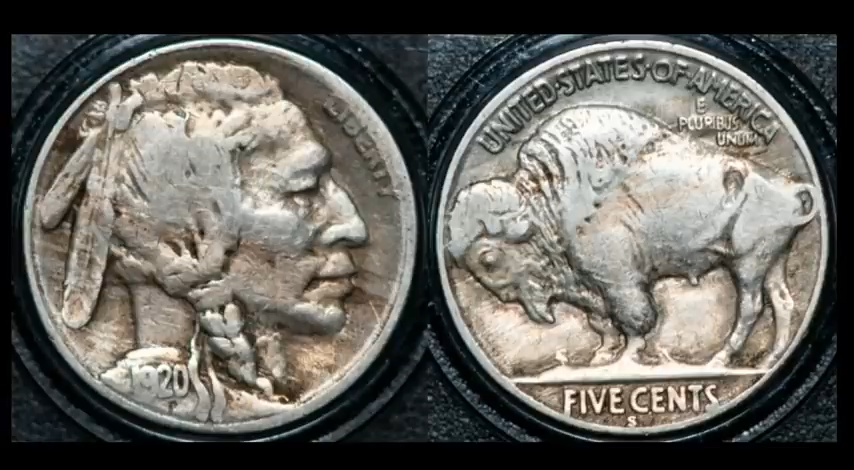 LIBERTY
1920
UNITED·STATES·OF·AMERICA
E
PLURIBUS
UNUM
FIVE CENTS
S